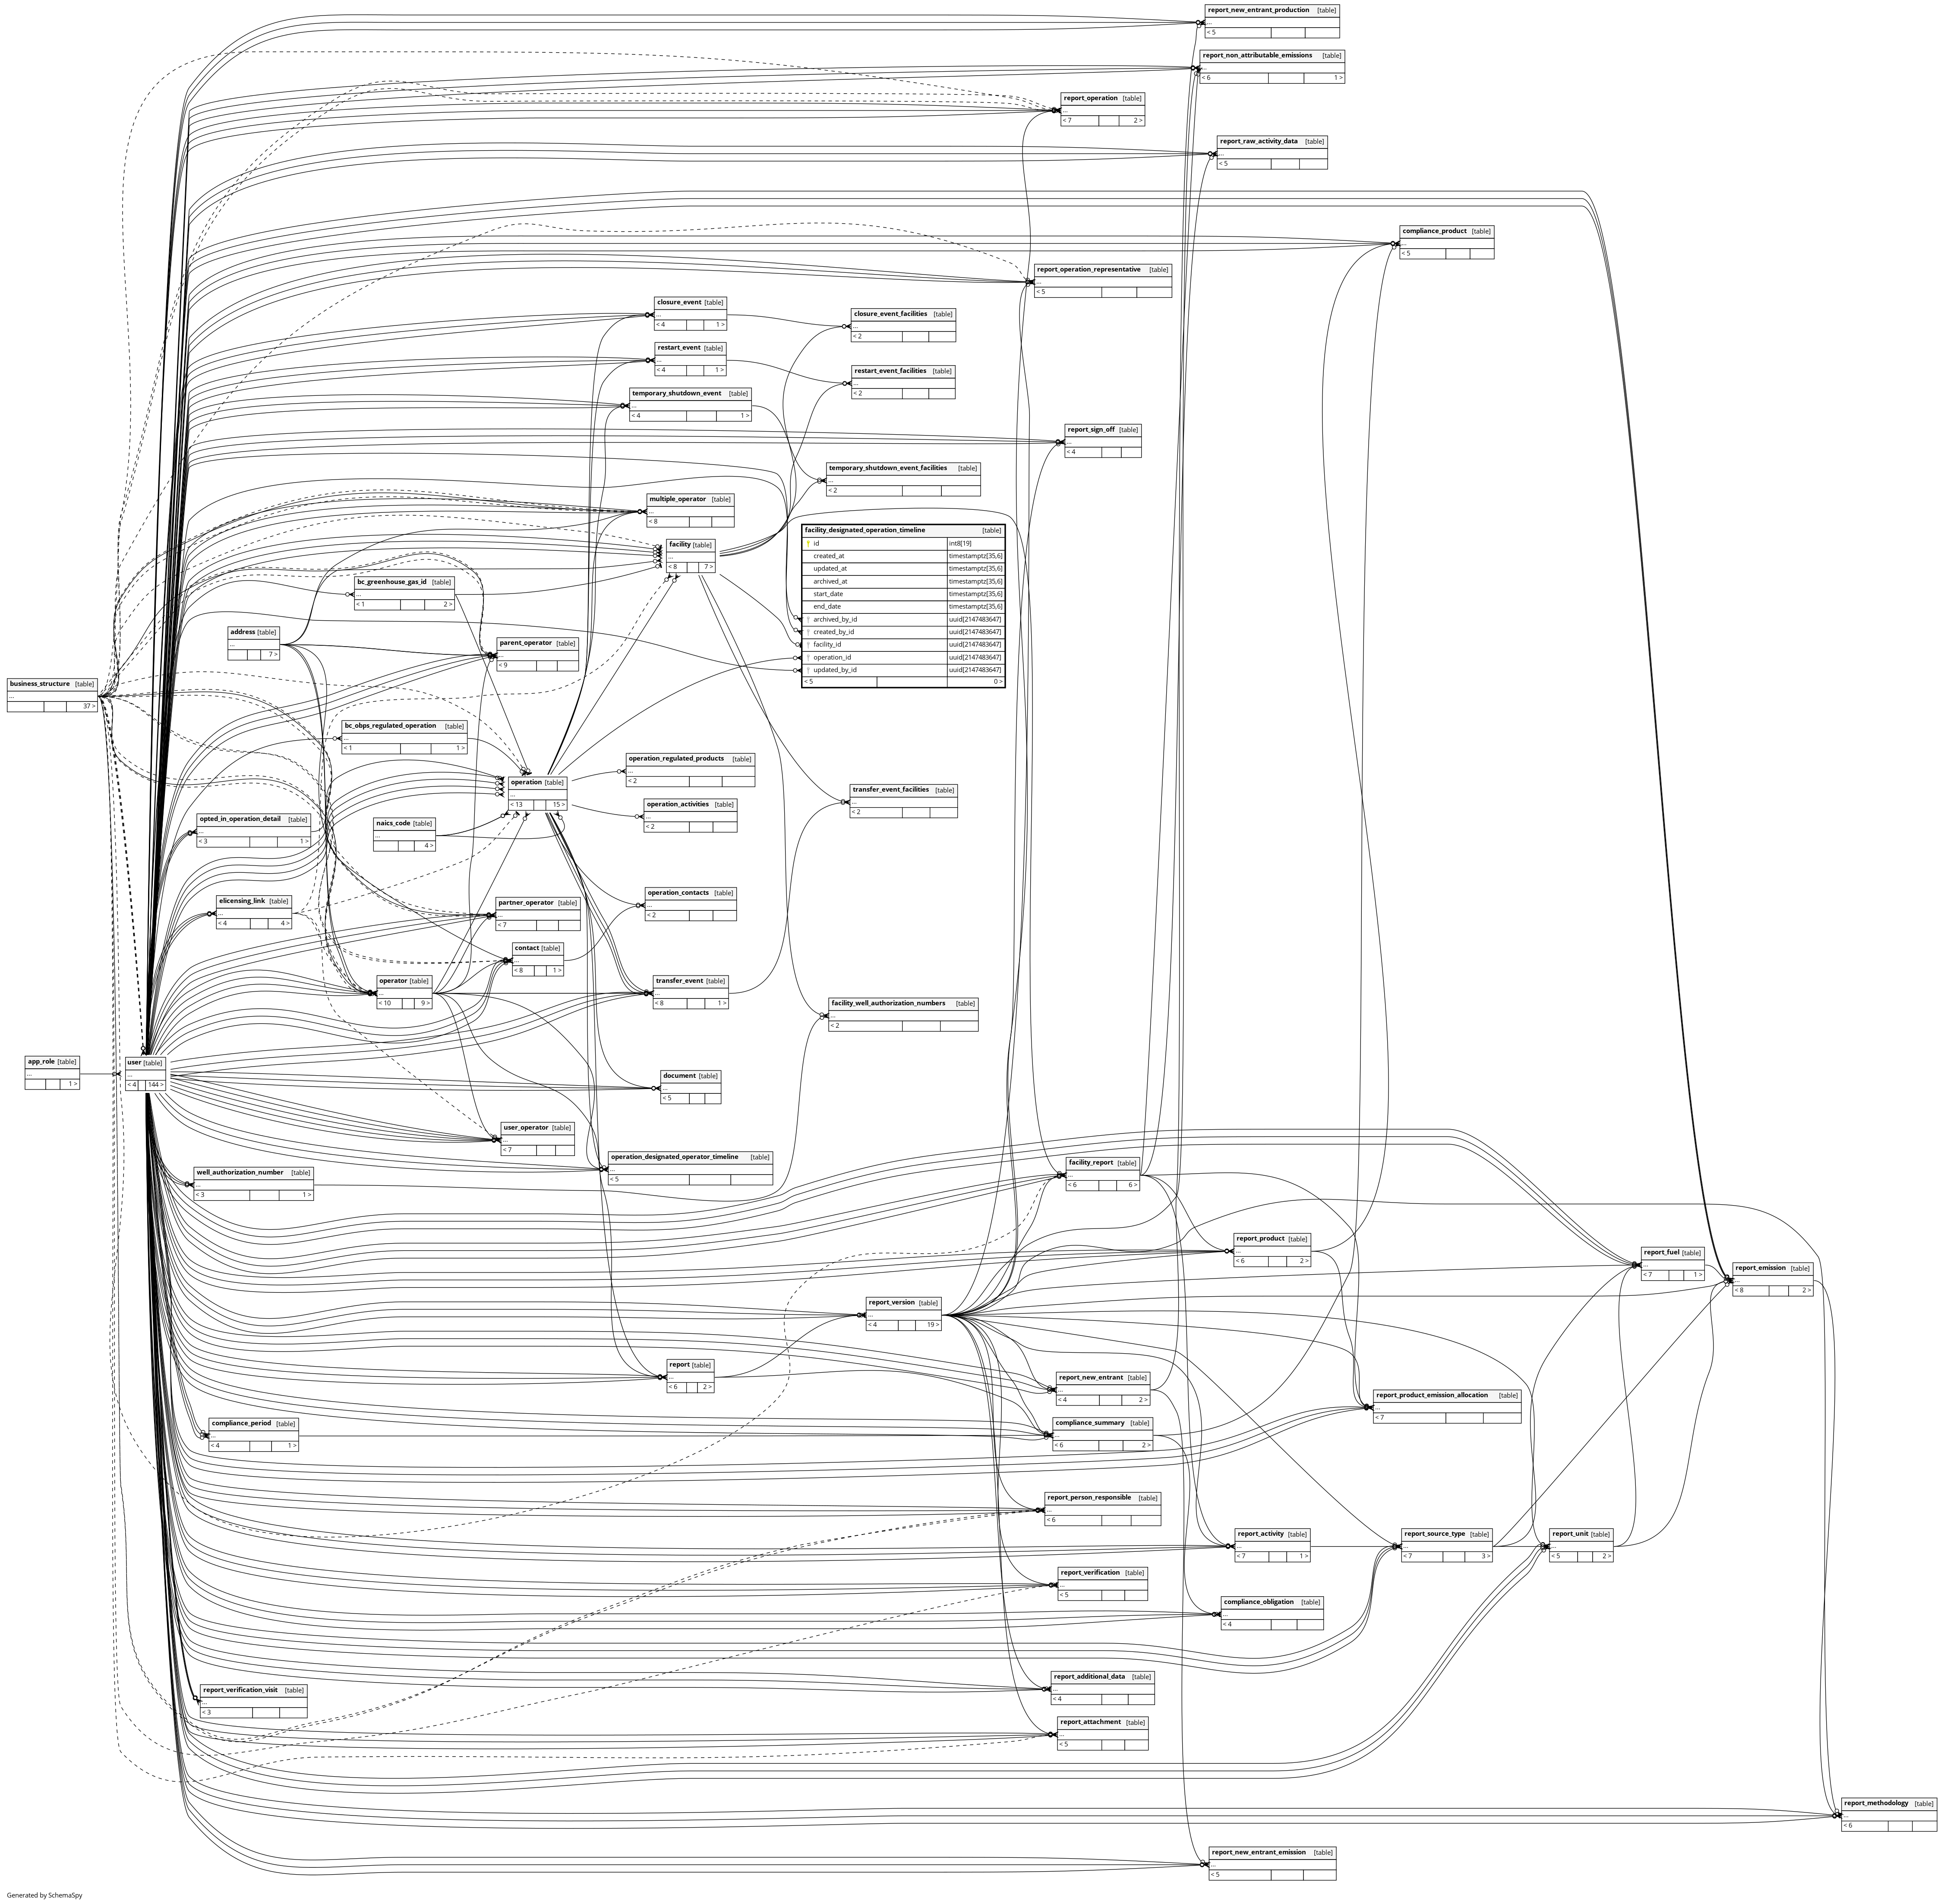 report_new_entrant_production [table]
...
< 5
report_non_attributable_emissions [table]
...
< 6 1 >
report_operation [table]
...
< 7 2 >
report_raw_activity_data [table]
...
< 5
compliance_product [table]
...
< 5
report_operation_representative [table]
...
< 5
closure_event [table]
...
< 4 1 >
closure_event_facilities [table]
...
< 2
restart_event [table]
...
< 4 1 >
restart_event_facilities [table]
...
< 2
temporary_shutdown_event [table]
...
< 4 1 >
report_sign_off [table]
...
< 4
temporary_shutdown_event_facilities [table]
...
< 2
multiple_operator [table]
...
< 8
facility_designated_operation_timeline [table]
id int8[19]
created_at timestamptz[35,6]
updated_at timestamptz[35,6]
archived_at timestamptz[35,6]
start_date timestamptz[35,6]
end_date timestamptz[35,6]
archived_by_id uuid[2147483647]
created_by_id uuid[2147483647]
facility_id uuid[2147483647]
operation_id uuid[2147483647]
updated_by_id uuid[2147483647]
< 5 0 >
facility [table]
...
< 8 7 >
bc_greenhouse_gas_id [table]
...
< 1 2 >
address [table]
...
7 >
parent_operator [table]
...
< 9
business_structure [table]
...
37 >
bc_obps_regulated_operation [table]
...
< 1 1 >
operation_regulated_products [table]
...
< 2
operation [table]
...
< 13 15 >
transfer_event_facilities [table]
...
< 2
operation_activities [table]
...
< 2
opted_in_operation_detail [table]
...
< 3 1 >
naics_code [table]
...
4 >
operation_contacts [table]
...
< 2
elicensing_link [table]
...
< 4 4 >
partner_operator [table]
...
< 7
contact [table]
...
< 8 1 >
operator [table]
...
< 10 9 >
transfer_event [table]
...
< 8 1 >
facility_well_authorization_numbers [table]
...
< 2
app_role [table]
...
1 >
user [table]
...
< 4 144 >
document [table]
...
< 5
user_operator [table]
...
< 7
operation_designated_operator_timeline [table]
...
< 5
facility_report [table]
...
< 6 6 >
well_authorization_number [table]
...
< 3 1 >
report_product [table]
...
< 6 2 >
report_fuel [table]
...
< 7 1 >
report_emission [table]
...
< 8 2 >
report_version [table]
...
< 4 19 >
report [table]
...
< 6 2 >
report_new_entrant [table]
...
< 4 2 >
report_product_emission_allocation [table]
...
< 7
compliance_period [table]
...
< 4 1 >
compliance_summary [table]
...
< 6 2 >
report_person_responsible [table]
...
< 6
report_activity [table]
...
< 7 1 >
report_source_type [table]
...
< 7 3 >
report_unit [table]
...
< 5 2 >
report_verification [table]
...
< 5
compliance_obligation [table]
...
< 4
report_additional_data [table]
...
< 4
report_verification_visit [table]
...
< 3
report_attachment [table]
...
< 5
report_methodology [table]
...
< 6
report_new_entrant_emission [table]
...
< 5
Generated by SchemaSpy